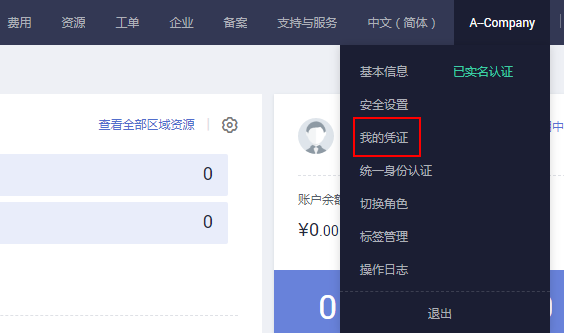 费用 资源 工单 企业 备案 支持与服务 中文（简体） A–Company
基本信息 已实名认证
安全设置
查看全部区域资源
我的凭证
统一身份认证
0
切换角色
账户余
0
¥0.00
标签管理
操作日志
0
退出